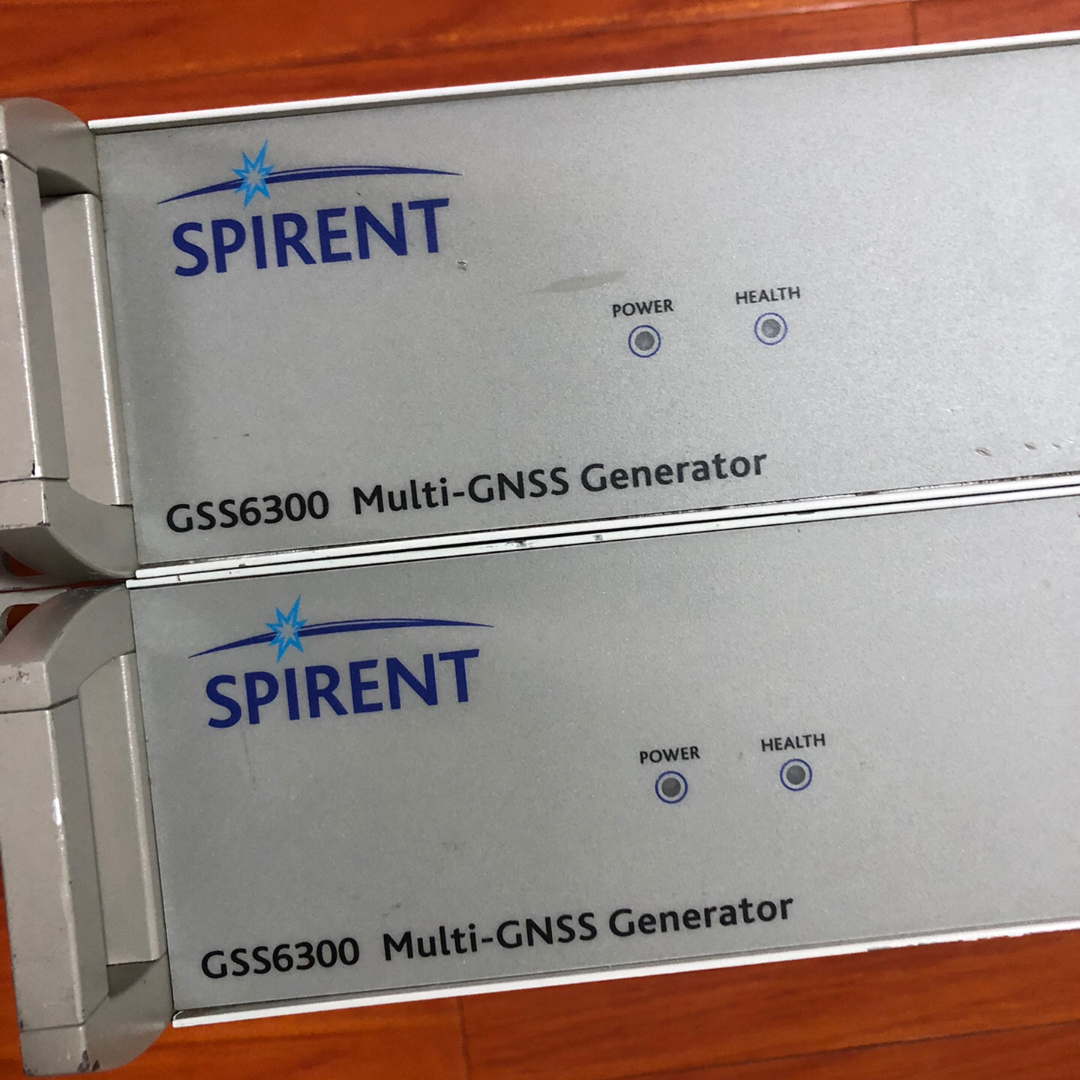 SPIRENT
POWER HEALTH
GSS6300 Multi-GNSS Generator
SPIRENT
POWER HEALTH
GSS6300 Multi-GNSS Generator